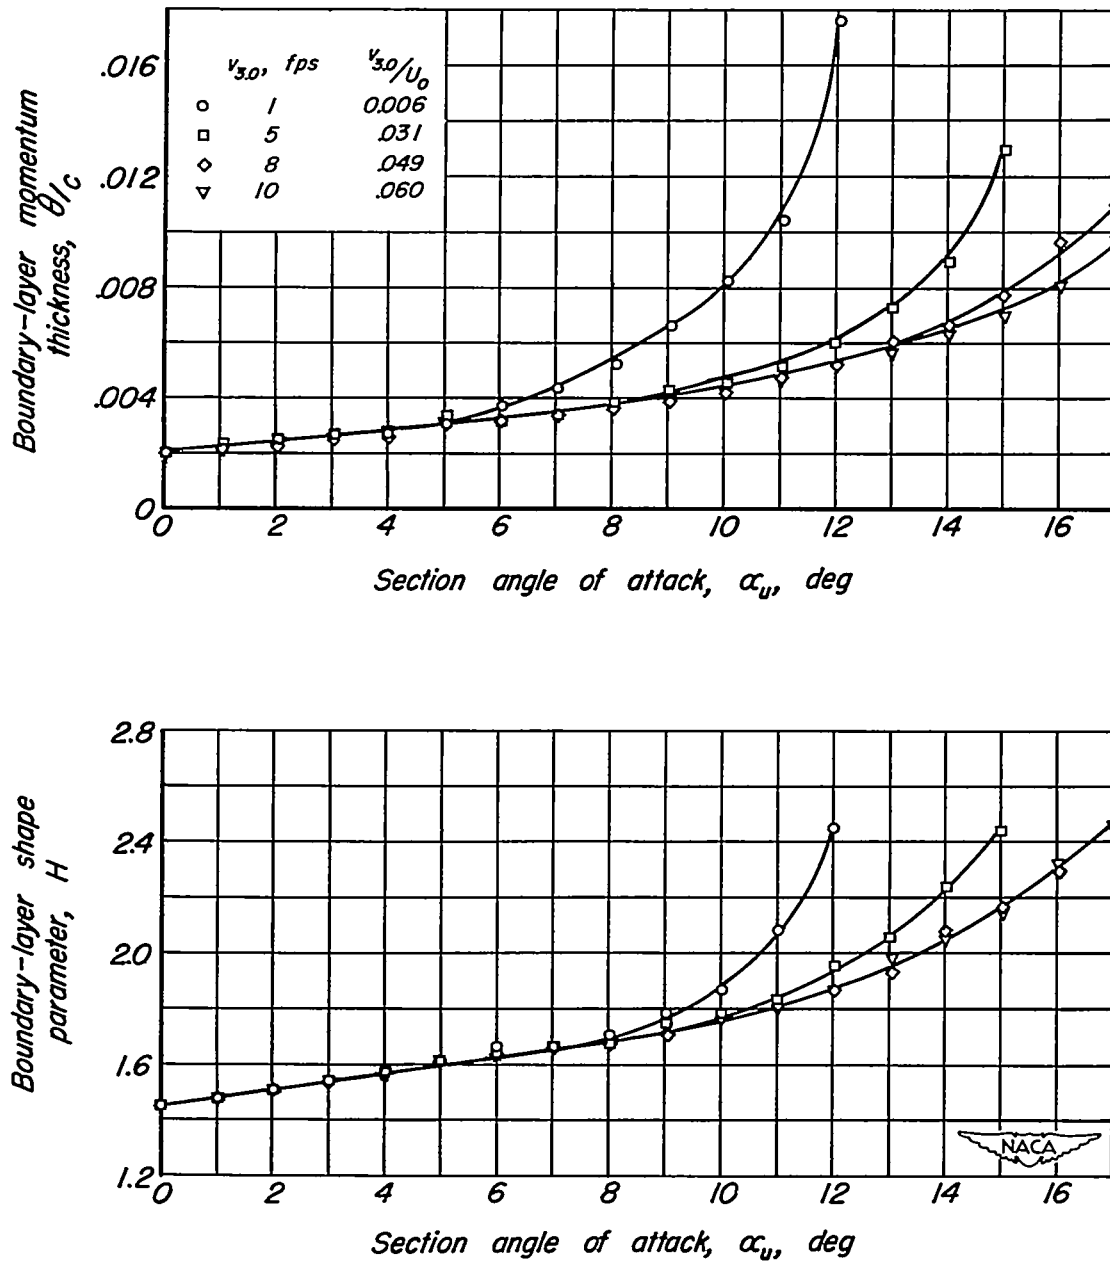 v3.0, fps v3.0/Uo
1 0.006
5 .031
8 .049
10 .060
Boundary-layer momentum
thickness, θ/c
.016
.012
.008
.004
0
0 2 4 6 8 10 12 14 16
Section angle of attack, αu, deg
Boundary-layer shape
parameter, H
2.8
2.4
2.0
1.6
1.2
0 2 4 6 8 10 12 14 16
Section angle of attack, αu, deg
NACA